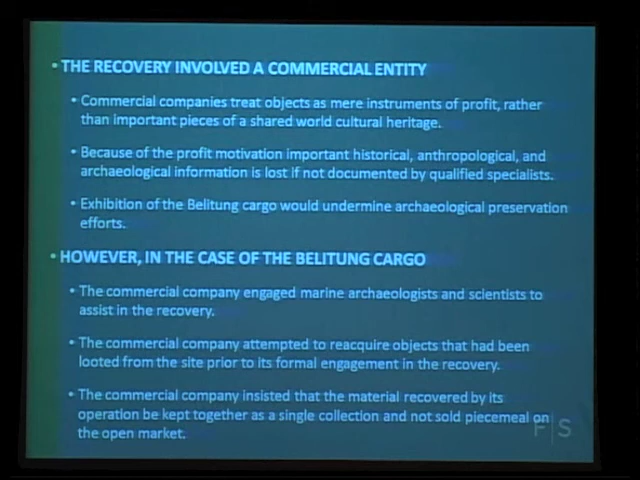 • THE RECOVERY INVOLVED A COMMERCIAL ENTITY
• Commercial companies treat objects as mere instruments of profit, rather
than important pieces of a shared world cultural heritage.
• Because of the profit motivation important historical, anthropological, and
archaeological information is lost if not documented by qualified specialists.
• Exhibition of the Belitung cargo would undermine archaeological preservation
efforts.
• HOWEVER, IN THE CASE OF THE BELITUNG CARGO
• The commercial company engaged marine archaeologists and scientists to
assist in the recovery.
• The commercial company attempted to reacquire objects that had been
looted from the site prior to its formal engagement in the recovery.
• The commercial company insisted that the material recovered by its
operation be kept together as a single collection and not sold piecemeal on
the open market.
F|S